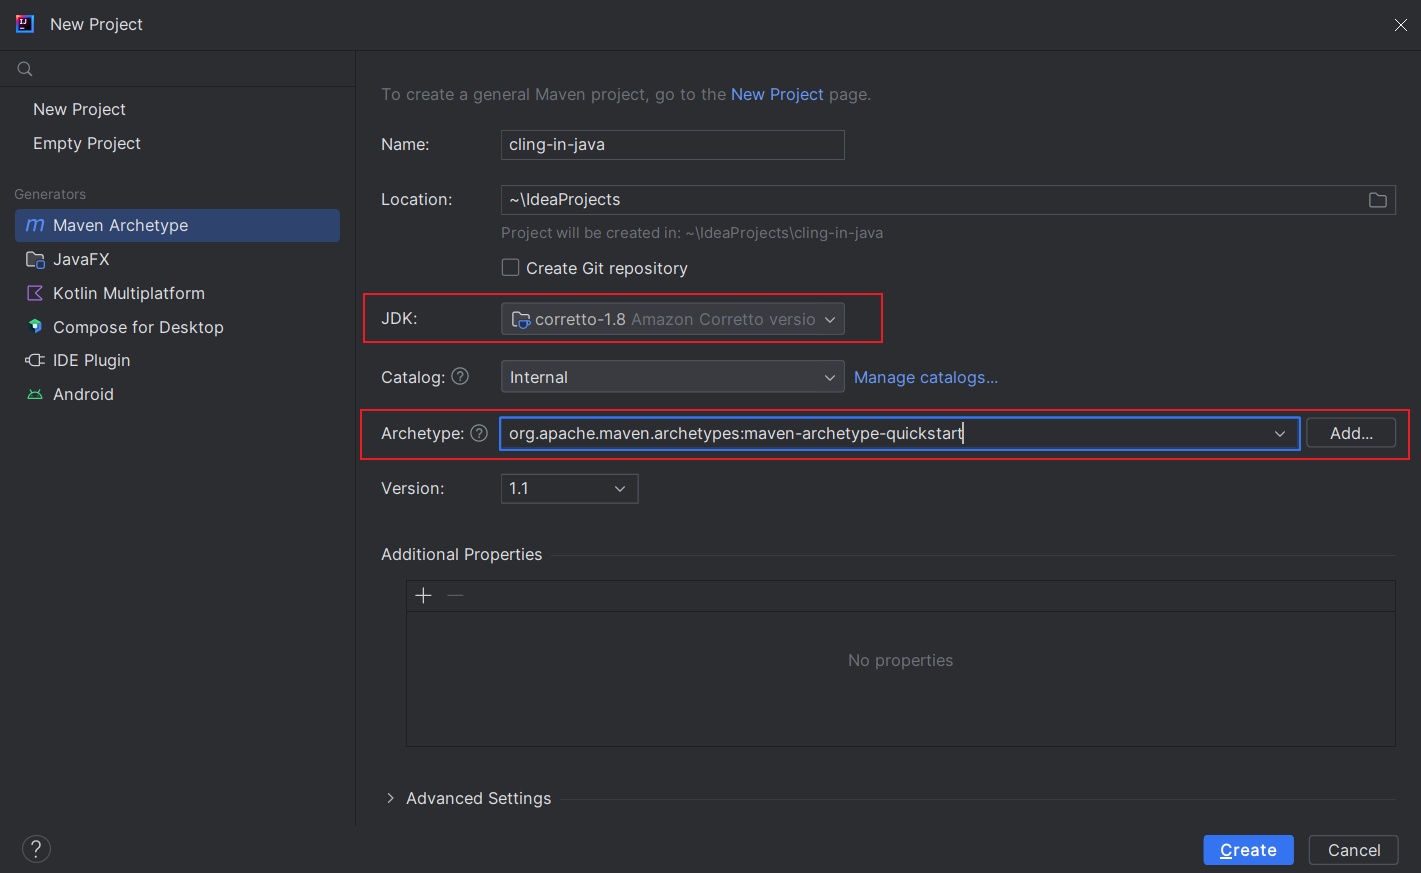 New Project
New Project
Empty Project
Generators
Maven Archetype
JavaFX
Kotlin Multiplatform
Compose for Desktop
IDE Plugin
Android
To create a general Maven project, go to the New Project page.
Name: cling-in-java
Location: ~\IdeaProjects
Project will be created in: ~\IdeaProjects\cling-in-java
Create Git repository
JDK: corretto-1.8 Amazon Corretto versio
Catalog: ? Internal Manage catalogs...
Archetype: ? org.apache.maven.archetypes:maven-archetype-quickstart Add...
Version: 1.1
Additional Properties
No properties
Advanced Settings
? Create Cancel